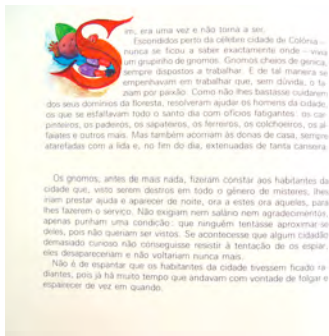 Sim, era uma vez e não torna a ser.
Escondidos perto da célebre cidade de Colónia –
nunca se ficou a saber exactamente onde – vivia
um grupinho de gnomos. Gnomos cheios de genica,
sempre dispostos a trabalhar. E de tal maneira se
empenhavam em trabalhar que, sem dúvida, o fa-
ziam por paixão. Como não lhes bastasse cuidarem
dos seus domínios da floresta, resolveram ajudar os homens da cidade,
os que se esfalfavam todo o santo dia com ofícios fatigantes: os car-
pinteiros, os padeiros, os sapateiros, os ferreiros, os colchoeiros, os al-
faiates e outros mais. Mas também acorriam às donas de casa, sempre
atarefadas com a lida e, no fim do dia, extenuadas de tanta canseira.
Os gnomos, antes de mais nada, fizeram constar aos habitantes da
cidade que, visto serem destros em todo o género de misteres, lhes
iriam prestar ajuda e aparecer de noite, ora a estes ora àqueles, para
lhes fazerem o serviço. Não exigiam nem salário nem agradecimentos,
apenas punham uma condição: que ninguém tentasse aproximar-se
deles, pois não queriam ser vistos. Se acontecesse que algum cidadão
demasiado curioso não conseguisse resistir à tentação de os espiar,
eles desapareceriam e não voltariam nunca mais.
Não é de espantar que os habitantes da cidade tivessem ficado ra-
diantes, pois já há muito tempo que andavam com vontade de folgar e
espairecer de vez em quando.